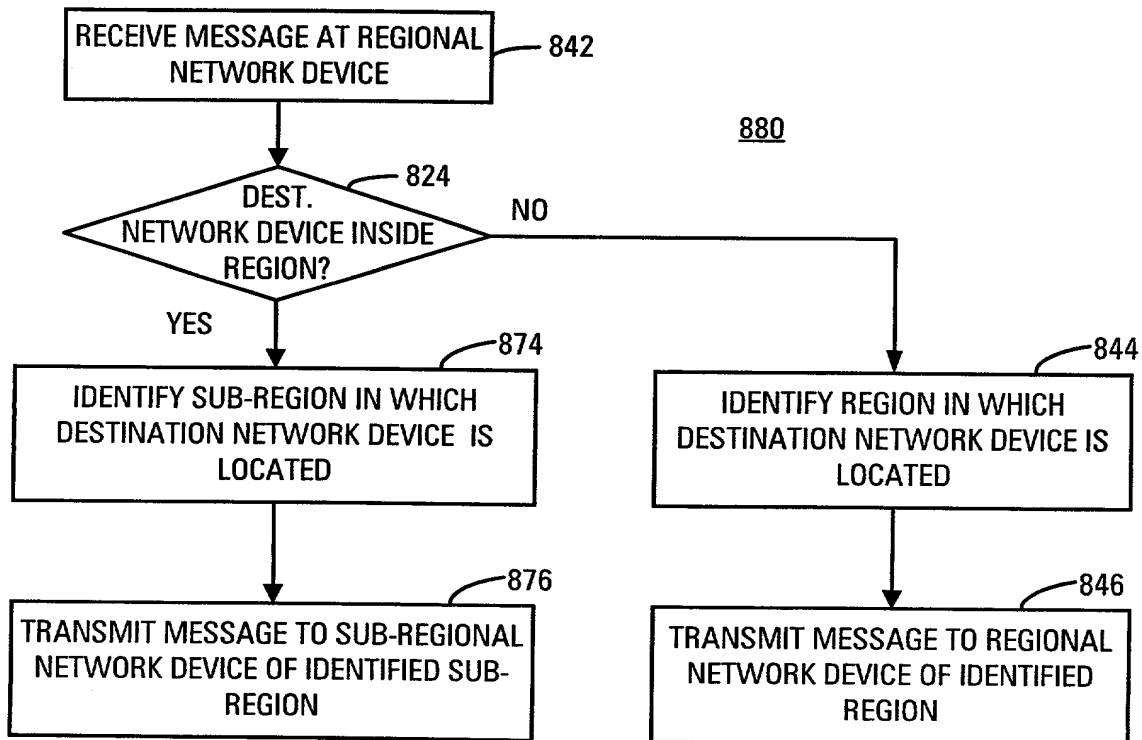 RECEIVE MESSAGE AT REGIONAL
NETWORK DEVICE
842
880
824
DEST.
NETWORK DEVICE INSIDE
REGION?
NO
YES
874
IDENTIFY SUB-REGION IN WHICH
DESTINATION NETWORK DEVICE IS
LOCATED
844
IDENTIFY REGION IN WHICH
DESTINATION NETWORK DEVICE IS
LOCATED
876
TRANSMIT MESSAGE TO SUB-REGIONAL
NETWORK DEVICE OF IDENTIFIED SUB-
REGION
846
TRANSMIT MESSAGE TO REGIONAL
NETWORK DEVICE OF IDENTIFIED
REGION